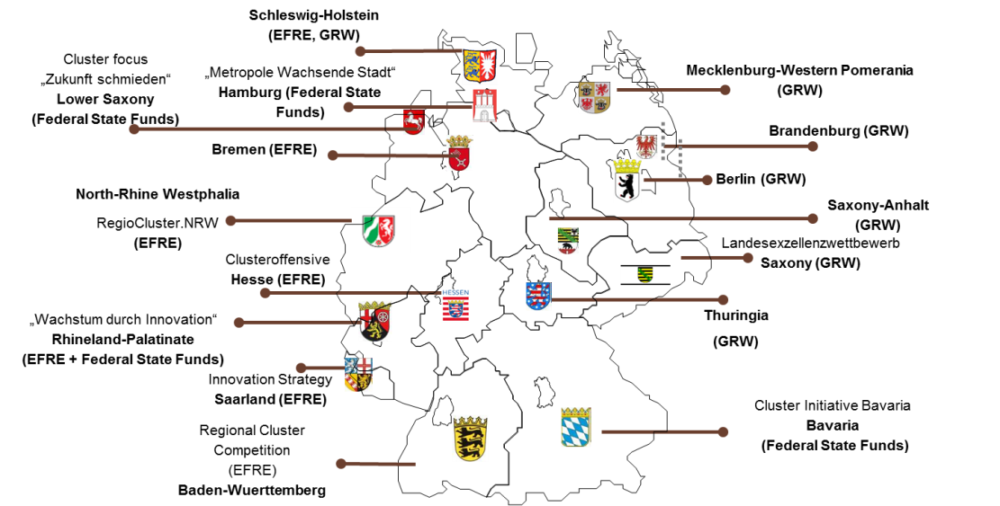 Schleswig-Holstein
(EFRE, GRW)
Cluster focus
„Zukunft schmieden“
Lower Saxony
(Federal State Funds)
„Metropole Wachsende Stadt“
Hamburg (Federal State
Funds)
Bremen (EFRE)
North-Rhine Westphalia
RegioCluster.NRW
(EFRE)
Clusteroffensive
Hesse (EFRE)
„Wachstum durch Innovation“
Rhineland-Palatinate
(EFRE + Federal State Funds)
Innovation Strategy
Saarland (EFRE)
Regional Cluster
Competition
(EFRE)
Baden-Wuerttemberg
HESSEN
Mecklenburg-Western Pomerania
(GRW)
Brandenburg (GRW)
Berlin (GRW)
Saxony-Anhalt
(GRW)
Landesexzellenzwettbewerb
Saxony (GRW)
Thuringia
(GRW)
Cluster Initiative Bavaria
Bavaria
(Federal State Funds)